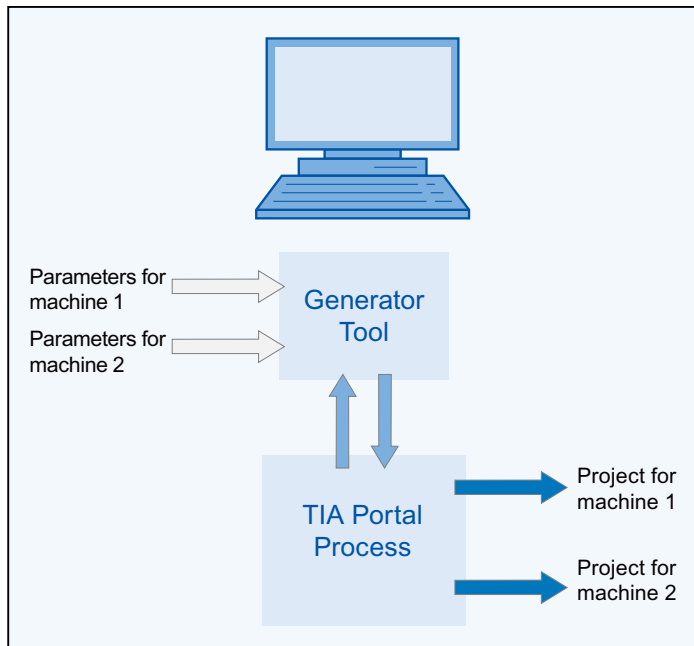 Parameters for
machine 1
Generator
Tool
Parameters for
machine 2
TIA Portal
Process
Project for
machine 1
Project for
machine 2